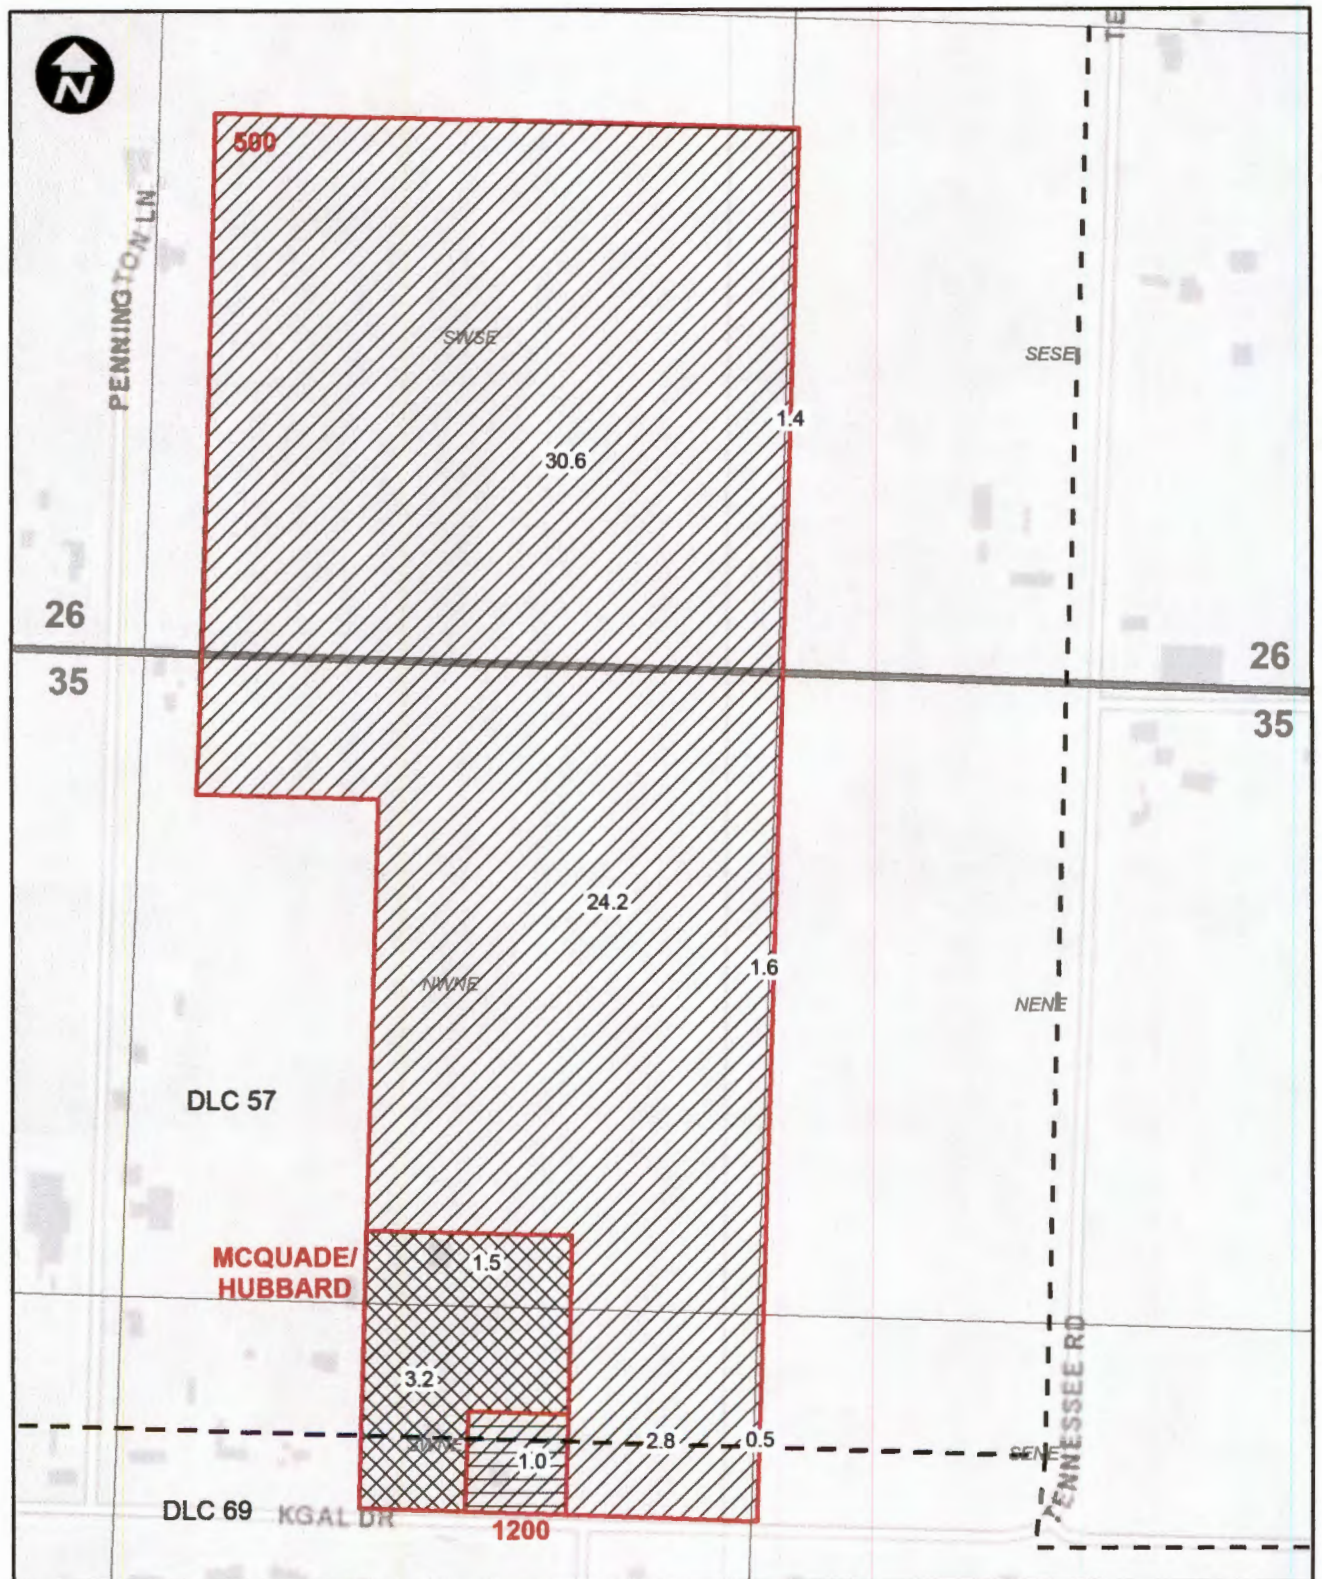 N
TE
500
PENNINGTON LN
SWSE
SESE
1.4
30.6
26
26
35
35
24.2
1.6
NWNE
NENE
DLC 57
MCQUADE/
HUBBARD
1.5
3.2
TENNESSEE RD
SWNE
2.8
0.5
1.0
SENE
DLC 69
KGAL DR
1200